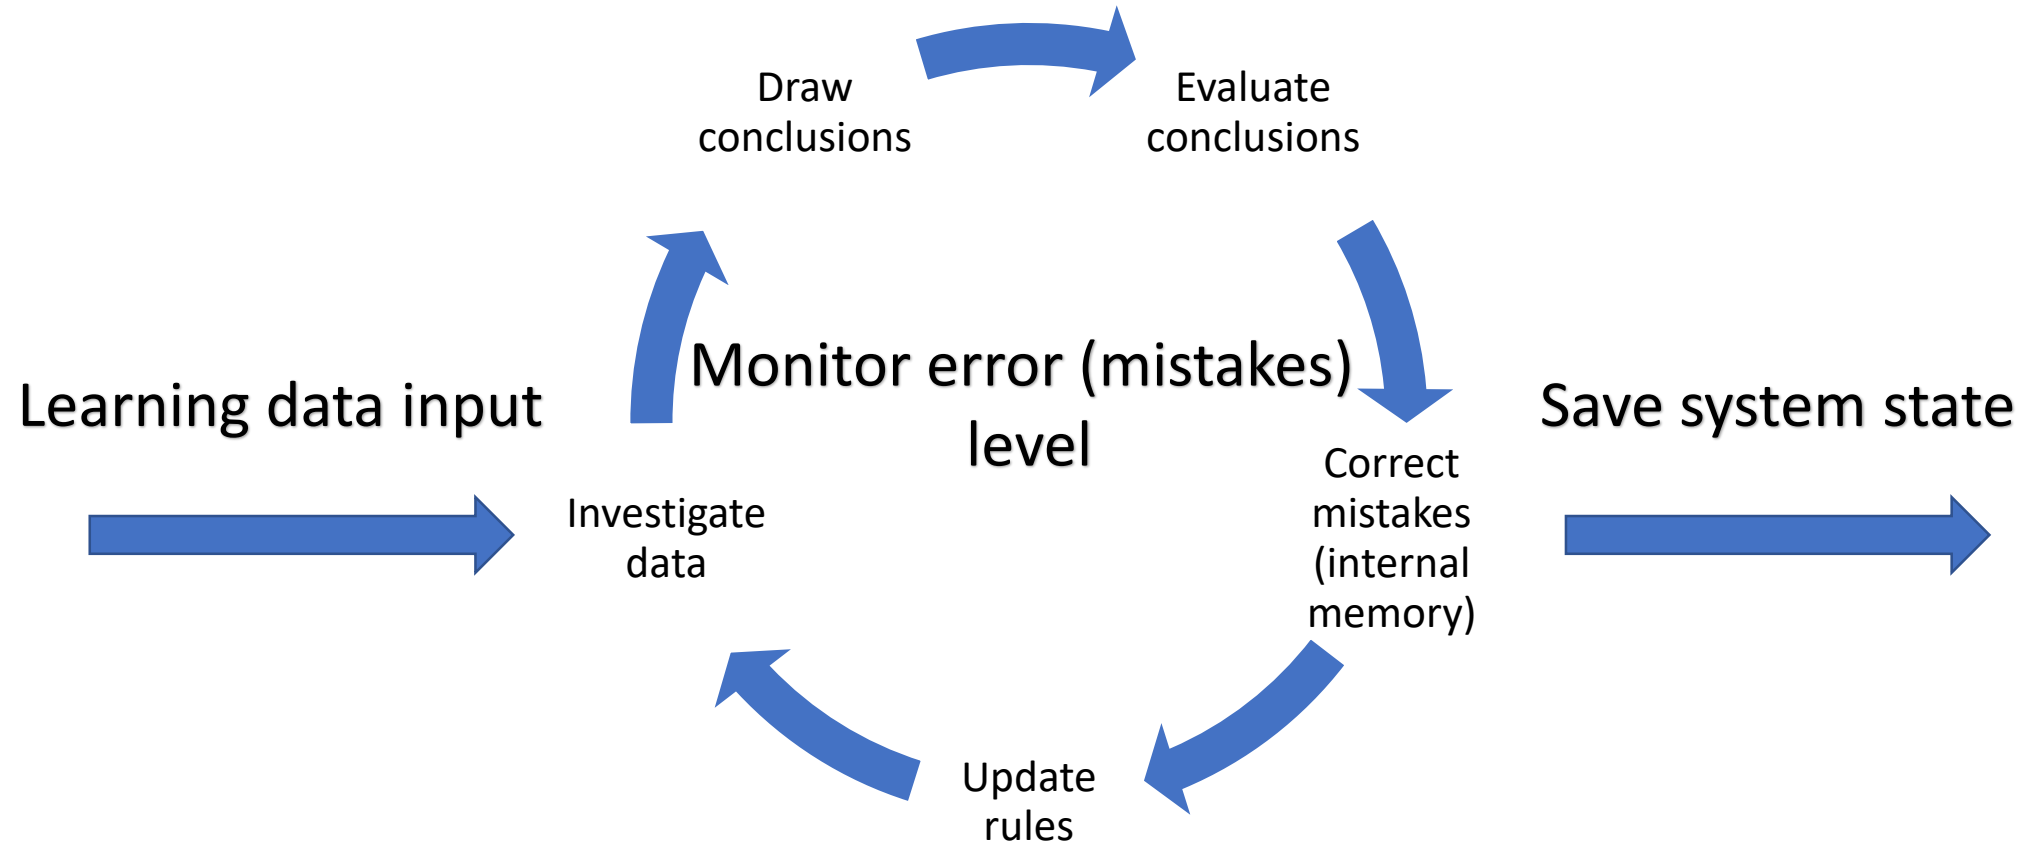 Draw
conclusions
Evaluate
conclusions
Learning data input
Monitor error (mistakes)
level
Save system state
Investigate
data
Correct
mistakes
(internal
memory)
Update
rules